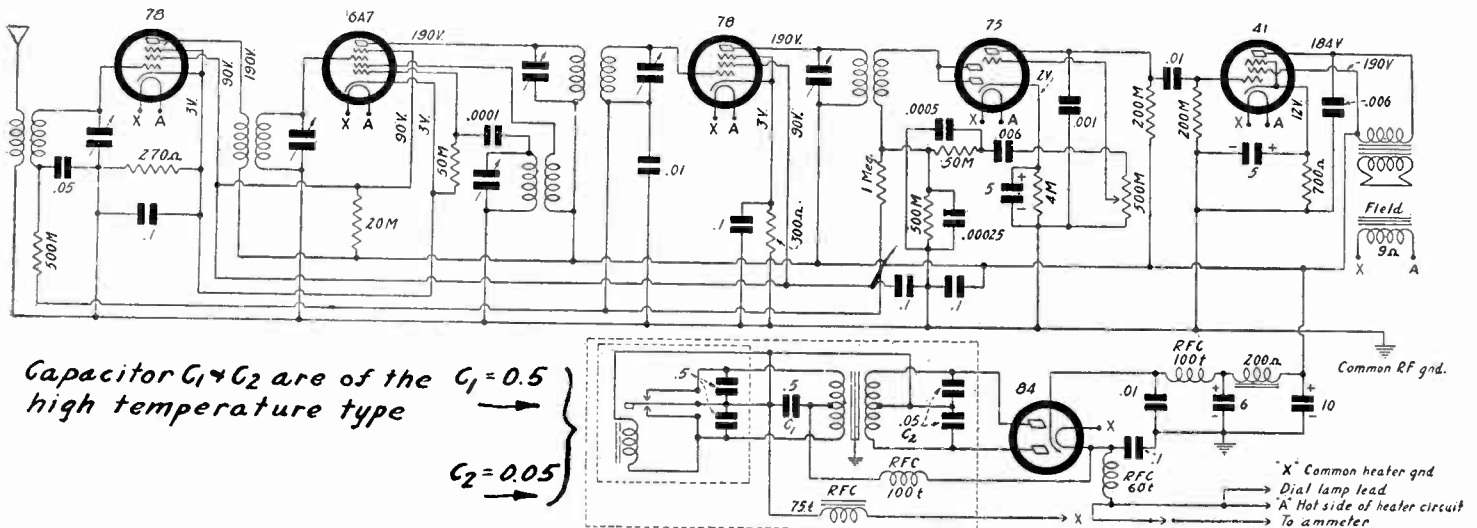 78
6A7
78
75
41
190V.
190V.
190V.
184V
-190V
90V.
190V.
3V.
90V.
3V.
3V.
90V.
2V.
12V.
X A
X A
X A
X A
X A
.0001
.0005
.006
.001
.01
200M
200M
.006
270Ω
.05
50M
.01
50M
1 Meg.
5
4M
500M
- 5 +
700Ω
500M
.1
20M
.1
300Ω
500M
.00025
Field
9Ω
X A
.1
.1
Common RF gnd.
Capacitor C₁ & C₂ are of the
high temperature type
C₁ = 0.5
C₂ = 0.05
.5
.5
C₁
.05
C₂
84
X
.01
RFC
100t
200Ω
6
10
RFC
100t
.1
RFC
60t
RFC
75t
X
"X" Common heater gnd
Dial lamp lead
"A" Hot side of heater circuit
To ammeter